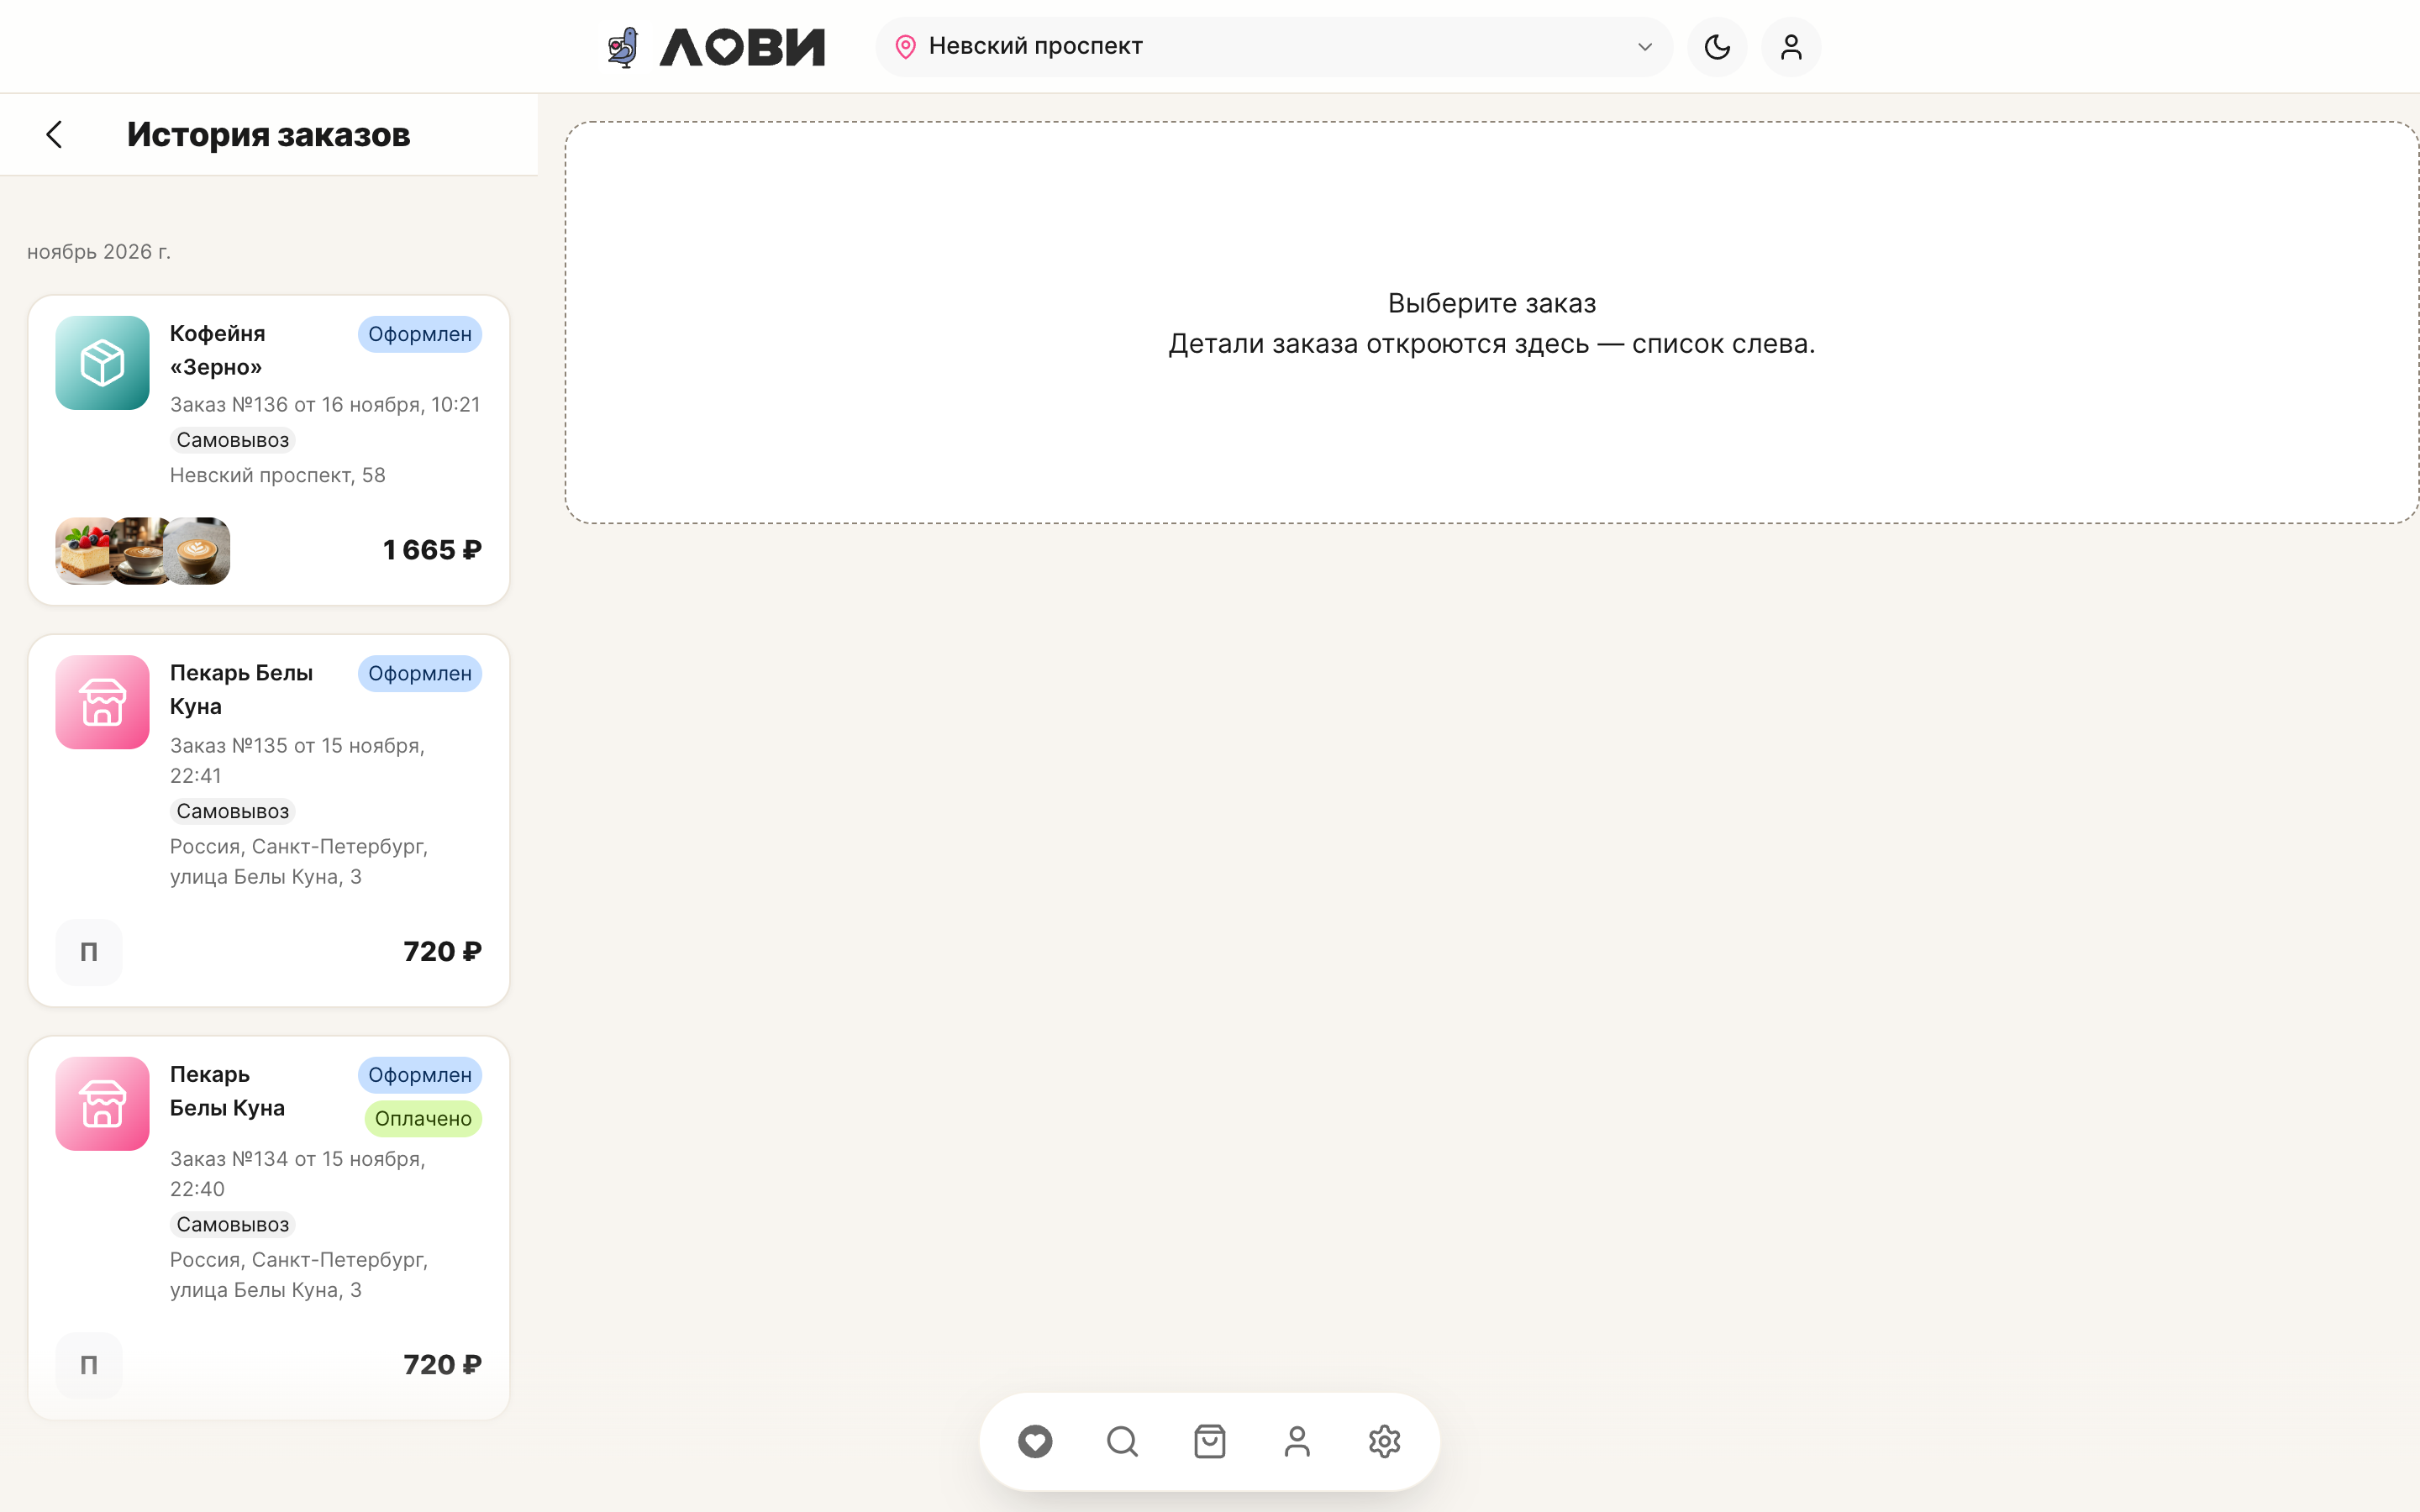 ЛОВИ
Невский проспект
История заказов
ноябрь 2026 г.
Кофейня
«Зерно»
Оформлен
Заказ №136 от 16 ноября, 10:21
Самовывоз
Невский проспект, 58
1 665 ₽
Пекарь Белы
Куна
Оформлен
Заказ №135 от 15 ноября,
22:41
Самовывоз
Россия, Санкт-Петербург,
улица Белы Куна, 3
П
720 ₽
Пекарь
Белы Куна
Оформлен
Оплачено
Заказ №134 от 15 ноября,
22:40
Самовывоз
Россия, Санкт-Петербург,
улица Белы Куна, 3
П
720 ₽
Выберите заказ
Детали заказа откроются здесь — список слева.